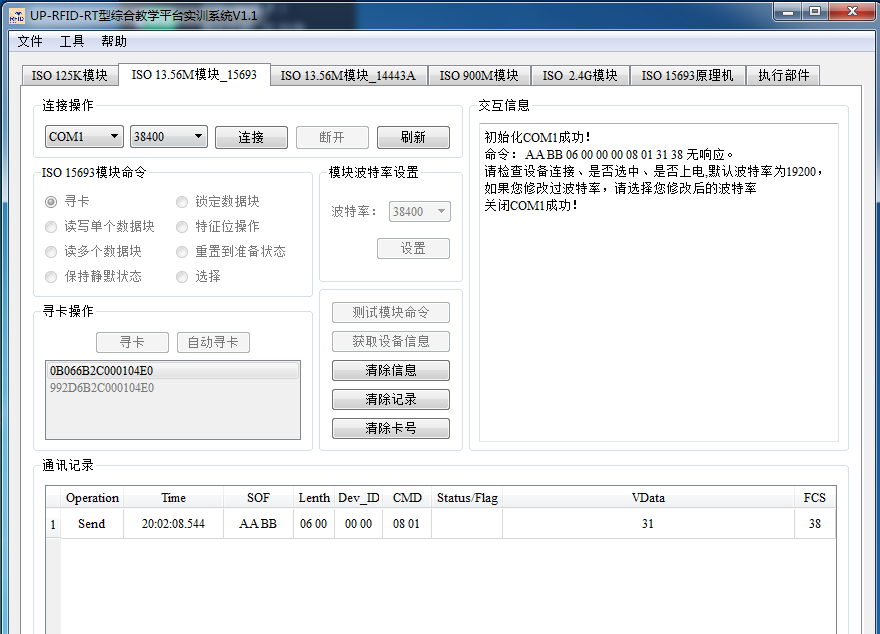 UP-RFID-RT型综合教学平台实训系统V1.1
文件 工具 帮助
ISO 125K模块 ISO 13.56M模块_15693 ISO 13.56M模块_14443A ISO 900M模块 ISO 2.4G模块 ISO 15693原理机 执行部件
连接操作
COM1 38400 连接 断开 刷新
ISO 15693模块命令
寻卡 锁定数据块
读写单个数据块 特征位操作
读多个数据块 重置到准备状态
保持静默状态 选择
模块波特率设置
波特率： 38400
设置
寻卡操作
寻卡 自动寻卡
0B066B2C000104E0
992D6B2C000104E0
测试模块命令
获取设备信息
清除信息
清除记录
清除卡号
交互信息
初始化COM1成功！
命令： AA BB 06 00 00 00 08 01 31 38 无响应。
请检查设备连接、是否选中、是否上电,默认波特率为19200，
如果您修改过波特率，请选择您修改后的波特率
关闭COM1成功！
通讯记录
Operation Time SOF Lenth Dev_ID CMD Status/Flag VData FCS
1 Send 20:02:08.544 AA BB 06 00 00 00 08 01 31 38